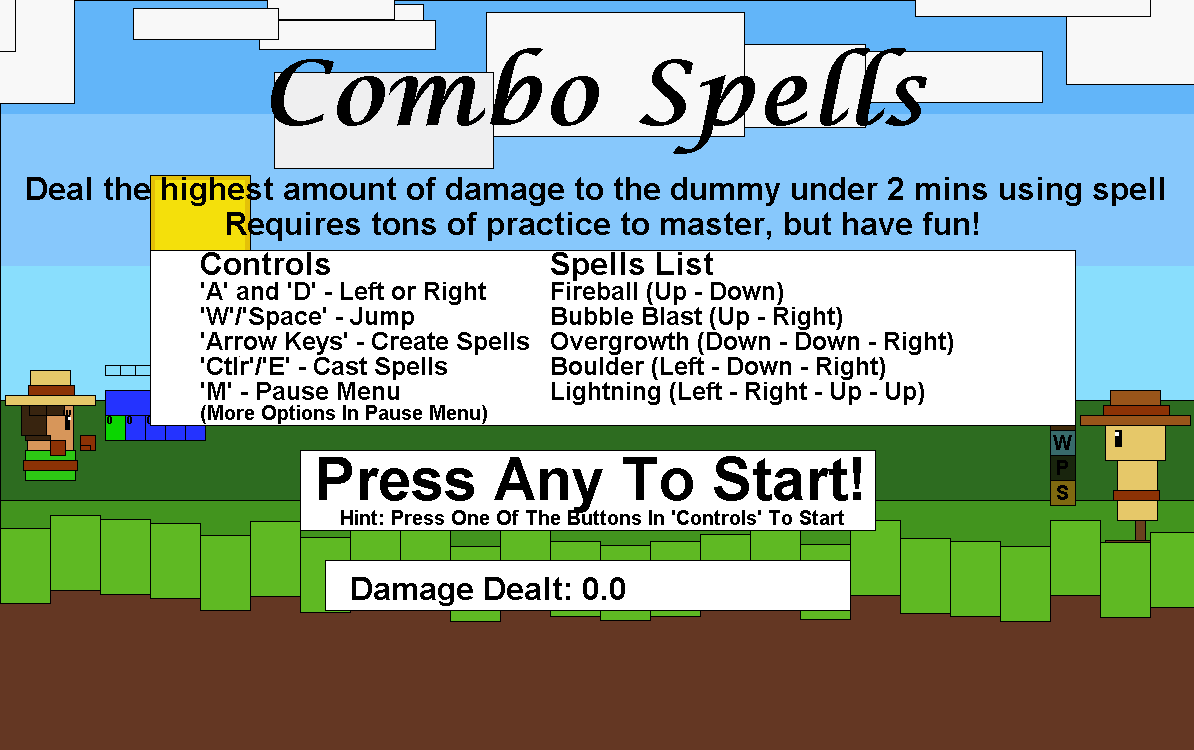 Combo Spells
Deal the highest amount of damage to the dummy under 2 mins using spell
Requires tons of practice to master, but have fun!
Controls
'A' and 'D' - Left or Right
'W'/'Space' - Jump
'Arrow Keys' - Create Spells
'Ctlr'/'E' - Cast Spells
'M' - Pause Menu
(More Options In Pause Menu)
Spells List
Fireball (Up - Down)
Bubble Blast (Up - Right)
Overgrowth (Down - Down - Right)
Boulder (Left - Down - Right)
Lightning (Left - Right - Up - Up)
0 0
W
P
S
Press Any To Start!
Hint: Press One Of The Buttons In 'Controls' To Start
Damage Dealt: 0.0